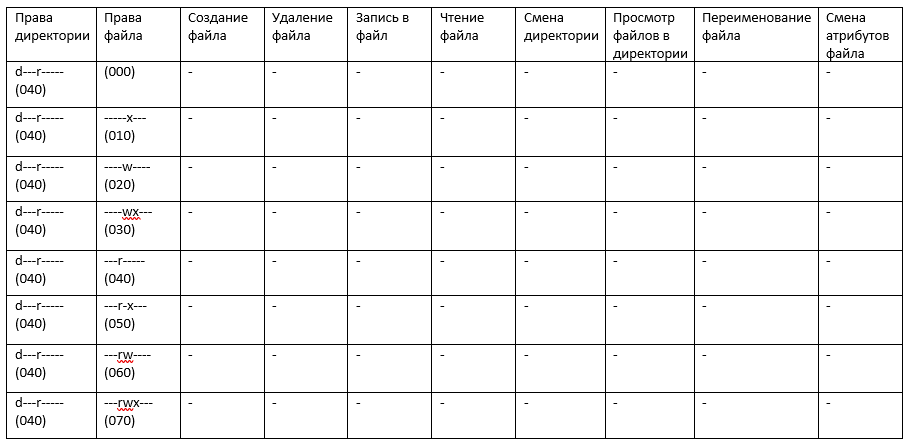 Права директории | Права файла | Создание файла | Удаление файла | Запись в файл | Чтение файла | Смена директории | Просмотр файлов в директории | Переименование файла | Смена атрибутов файла
d---r----- (040) | (000) | - | - | - | - | - | - | - | -
d---r----- (040) | -----x--- (010) | - | - | - | - | - | - | - | -
d---r----- (040) | ----w---- (020) | - | - | - | - | - | - | - | -
d---r----- (040) | ----wx--- (030) | - | - | - | - | - | - | - | -
d---r----- (040) | ---r----- (040) | - | - | - | - | - | - | - | -
d---r----- (040) | ---r-x--- (050) | - | - | - | - | - | - | - | -
d---r----- (040) | ---rw---- (060) | - | - | - | - | - | - | - | -
d---r----- (040) | ---rwx--- (070) | - | - | - | - | - | - | - | -